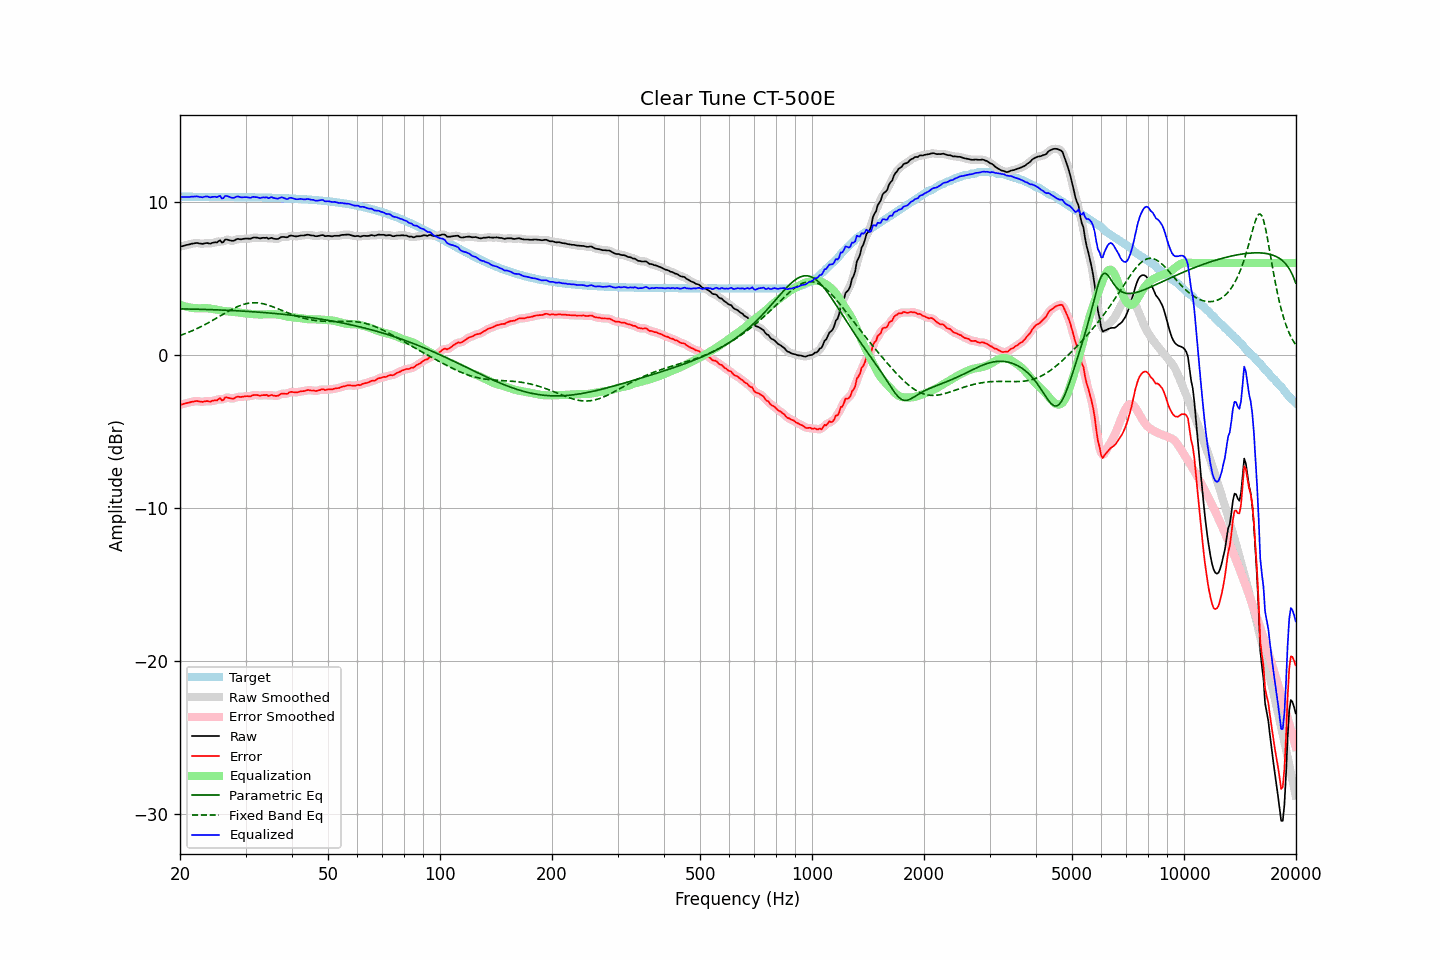 Clear Tune CT-500E
10
0
−10
−20
−30
Amplitude (dBr)
Target
Raw Smoothed
Error Smoothed
Raw
Error
Equalization
Parametric Eq
Fixed Band Eq
Equalized
20 50 100 200 500 1000 2000 5000 10000 20000
Frequency (Hz)